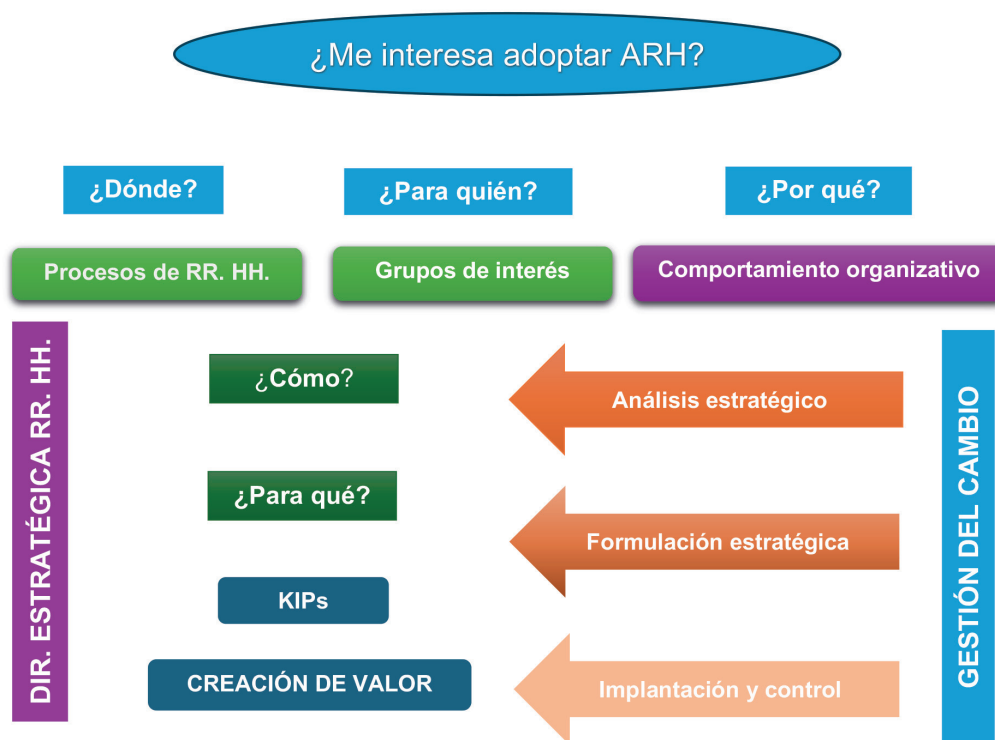 ¿Me interesa adoptar ARH?
¿Dónde?
¿Para quién?
¿Por qué?
Procesos de RR. HH.
Grupos de interés
Comportamiento organizativo
DIR. ESTRATÉGICA RR. HH.
¿Cómo?
Análisis estratégico
¿Para qué?
Formulación estratégica
KIPs
CREACIÓN DE VALOR
Implantación y control
GESTIÓN DEL CAMBIO